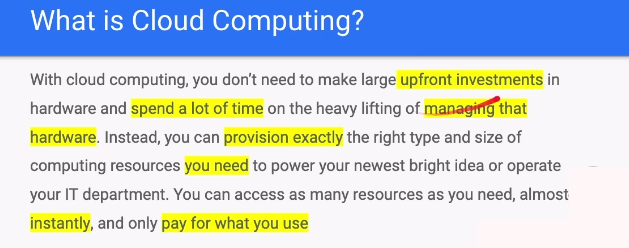 What is Cloud Computing?
With cloud computing, you don't need to make large upfront investments in
hardware and spend a lot of time on the heavy lifting of managing that
hardware. Instead, you can provision exactly the right type and size of
computing resources you need to power your newest bright idea or operate
your IT department. You can access as many resources as you need, almost
instantly, and only pay for what you use